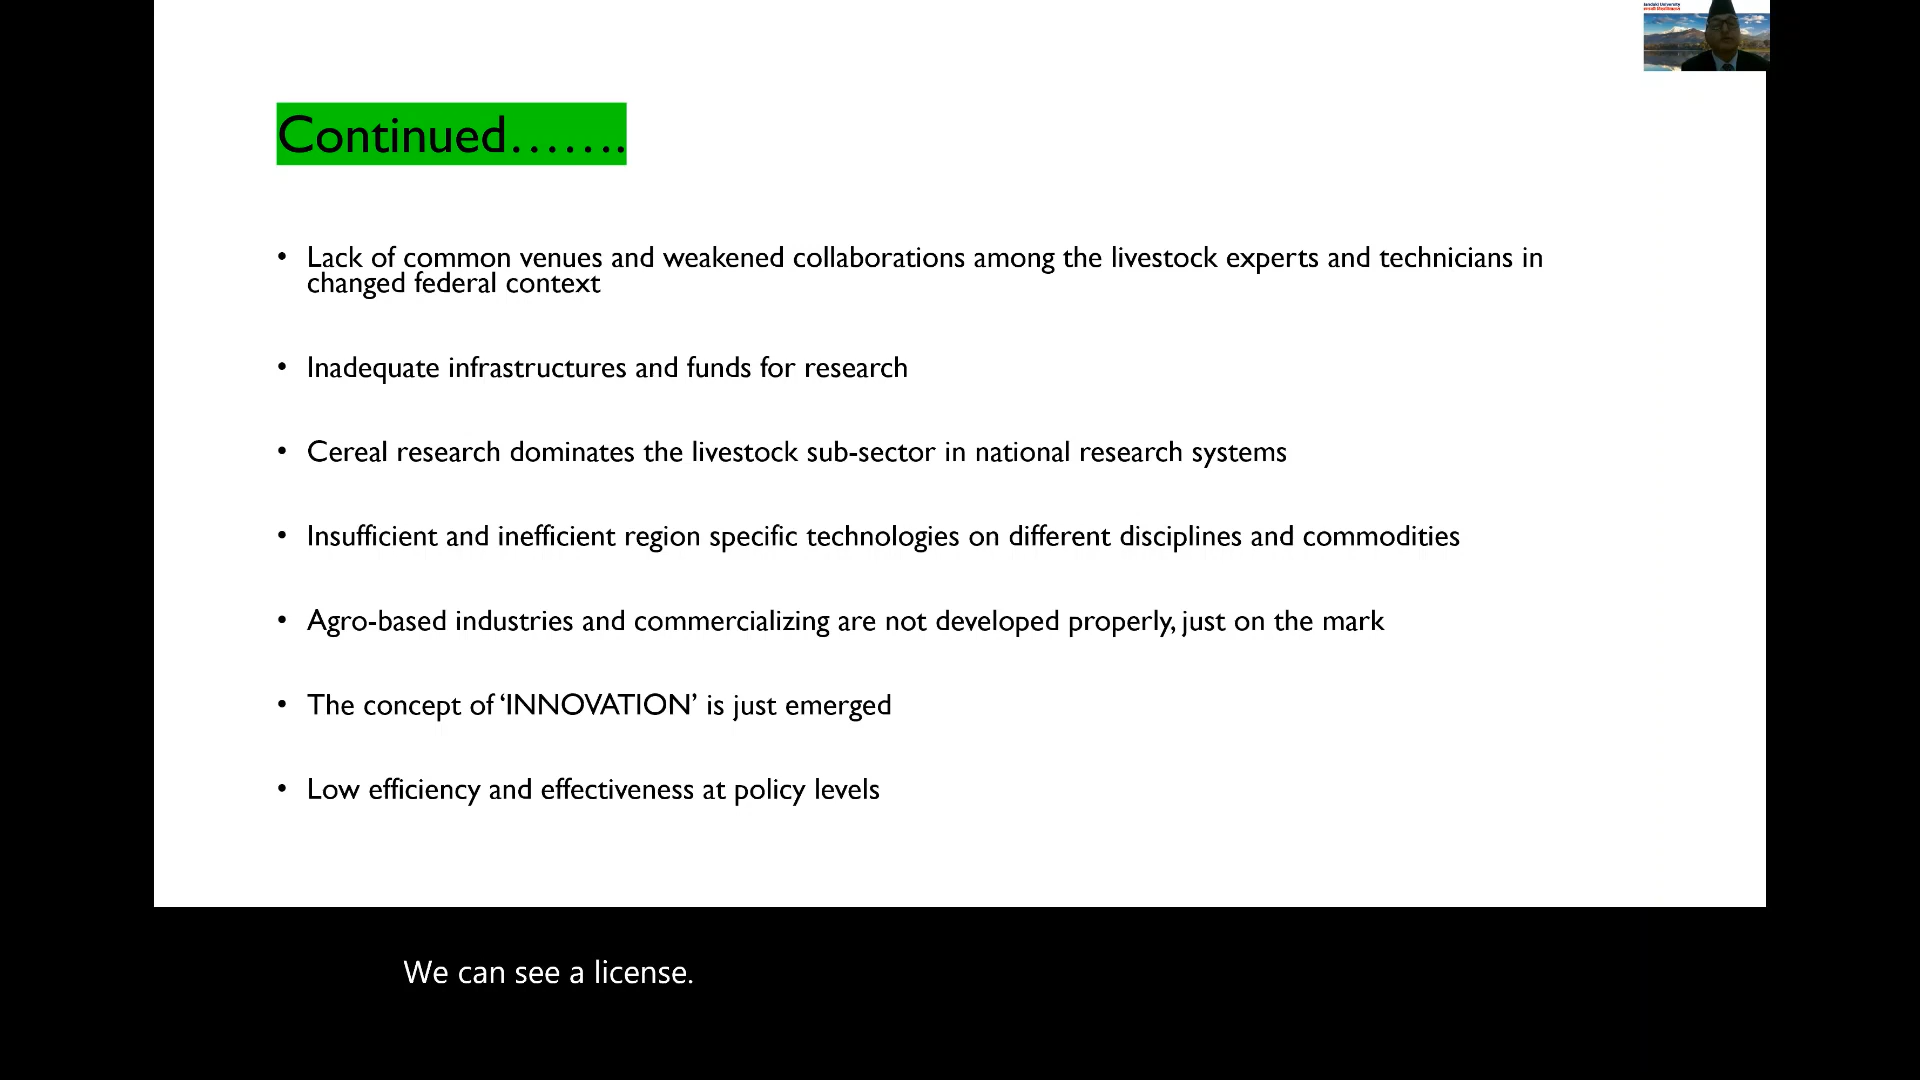 Continued…….
• Lack of common venues and weakened collaborations among the livestock experts and technicians in
changed federal context
• Inadequate infrastructures and funds for research
• Cereal research dominates the livestock sub-sector in national research systems
• Insufficient and inefficient region specific technologies on different disciplines and commodities
• Agro-based industries and commercializing are not developed properly, just on the mark
• The concept of ‘INNOVATION’ is just emerged
• Low efficiency and effectiveness at policy levels
We can see a license.